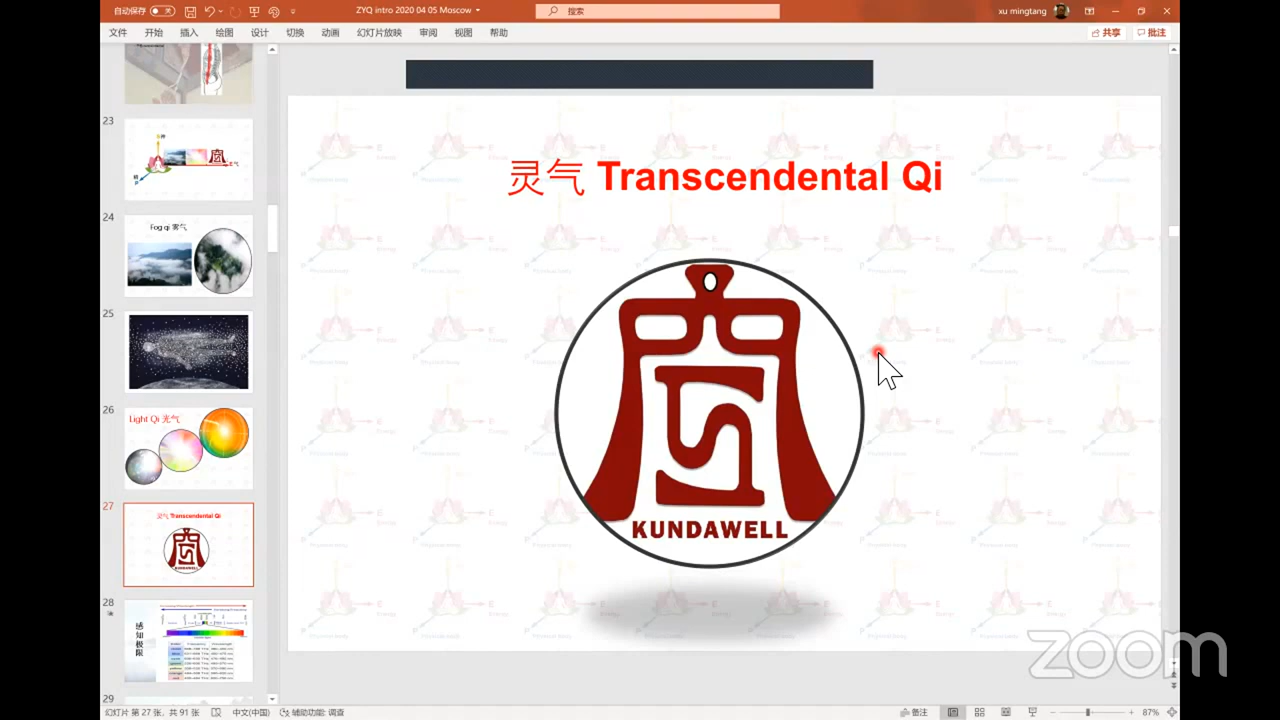 自动保存 关
ZYQ intro 2020 04 05 Moscow
搜索
xu mingtang
文件 开始 插入 绘图 设计 切换 动画 幻灯片放映 审阅 视图 帮助
共享 批注
23
24
Fog qi 雾气
25
26
Light Qi 光气
27
灵气 Transcendental Qi
KUNDAWELL
28
感知极限
29
灵气 Transcendental Qi
KUNDAWELL
zoom
幻灯片 第 27 张，共 91 张 中文(中国) 辅助功能: 调查
备注
87%